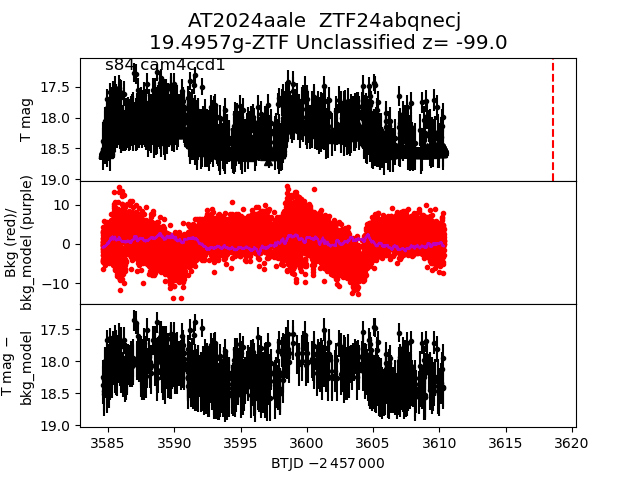 AT2024aale  ZTF24abqnecj
19.4957g-ZTF Unclassified z= -99.0
s84 cam4ccd1
T mag
17.5
18.0
18.5
19.0
Bkg (red)/
bkg_model (purple)
10
0
−10
T mag −
bkg_model
17.5
18.0
18.5
19.0
3585 3590 3595 3600 3605 3610 3615 3620
BTJD −2 457 000